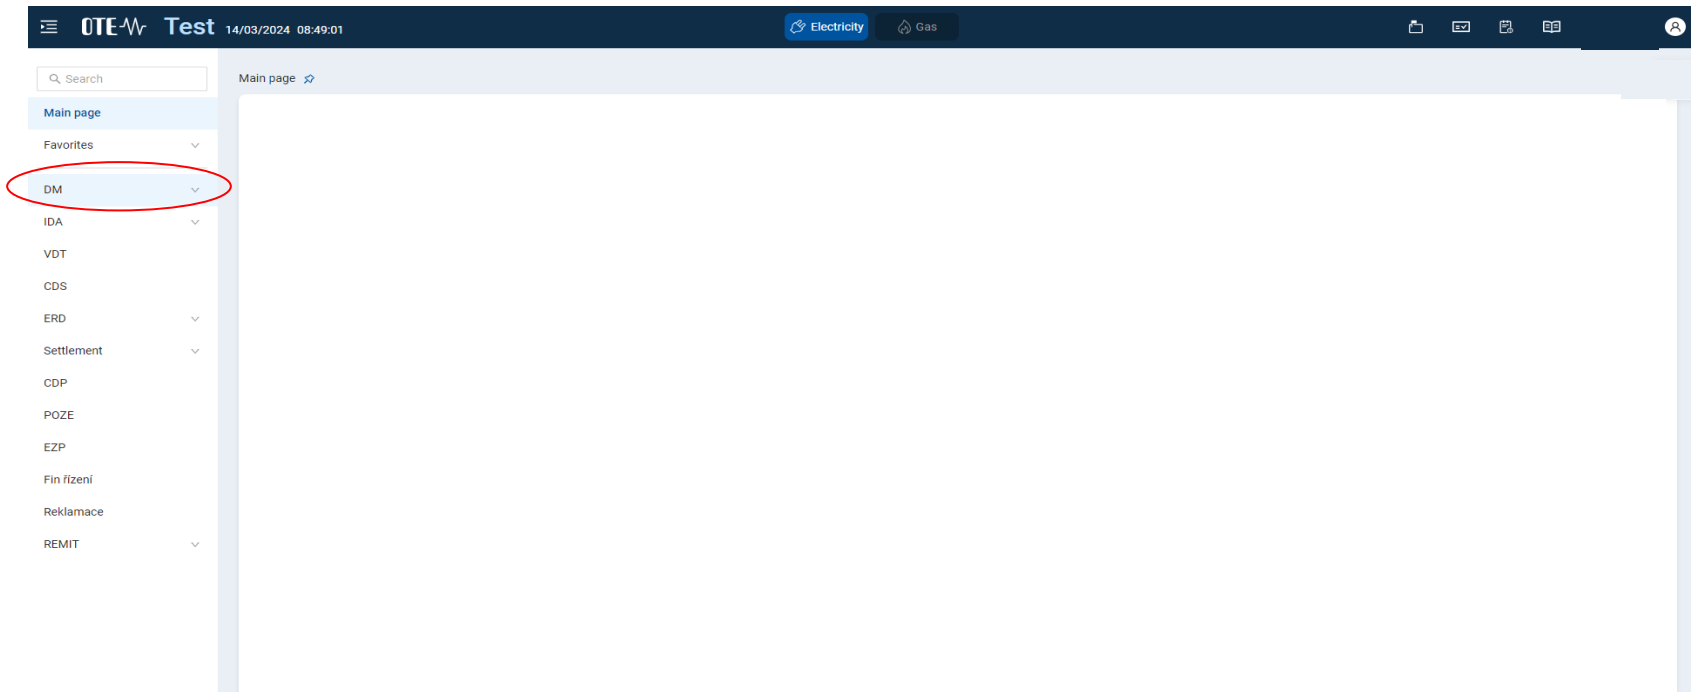 OTE Test 14/03/2024 08:49:01 Electricity Gas
Search
Main page
Main page
Favorites
DM
IDA
VDT
CDS
ERD
Settlement
CDP
POZE
EZP
Fin řízení
Reklamace
REMIT